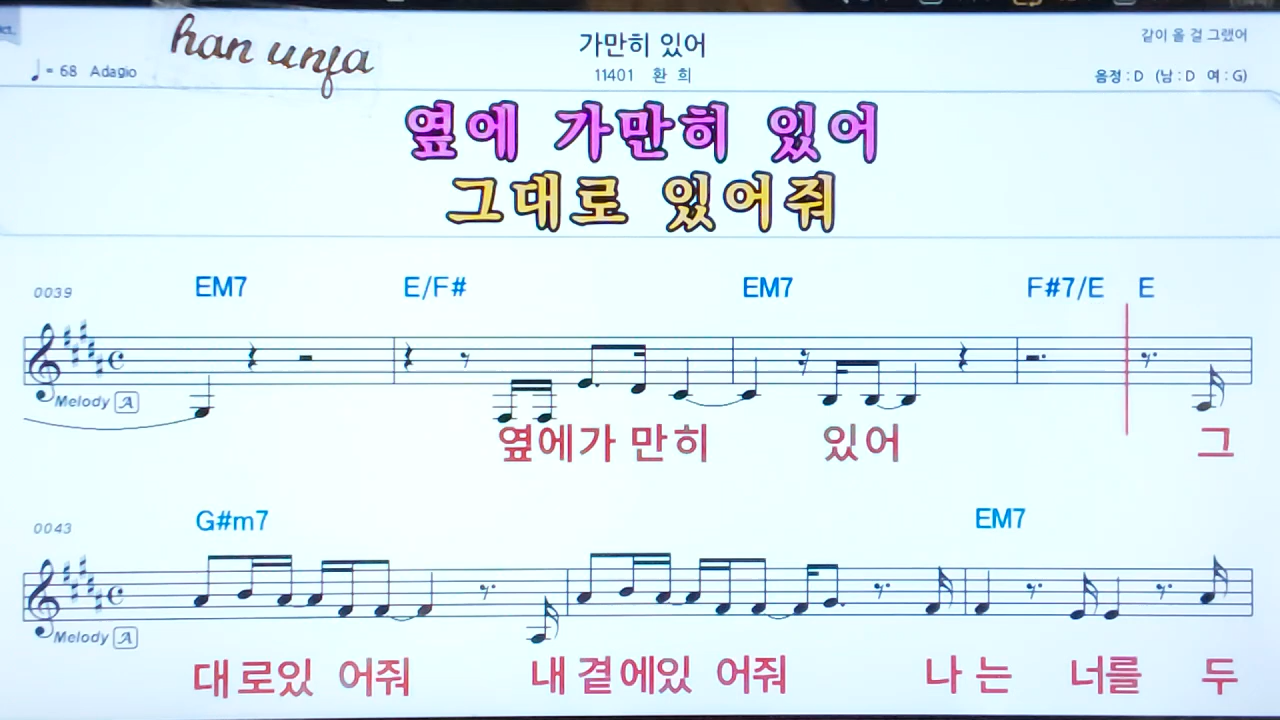 han unja
가만히 있어
같이 올 걸 그랬어
♩= 68 Adagio
11401 환 희
음정 : D (남 : D 여 : G)
옆에 가만히 있어
그대로 있어줘
EM7 E/F# EM7 F#7/E E
0039
Melody A
옆에가 만히 있어 그
G#m7 EM7
0043
Melody A
대로있 어줘 내 곁에있 어줘 나 는 너를 두